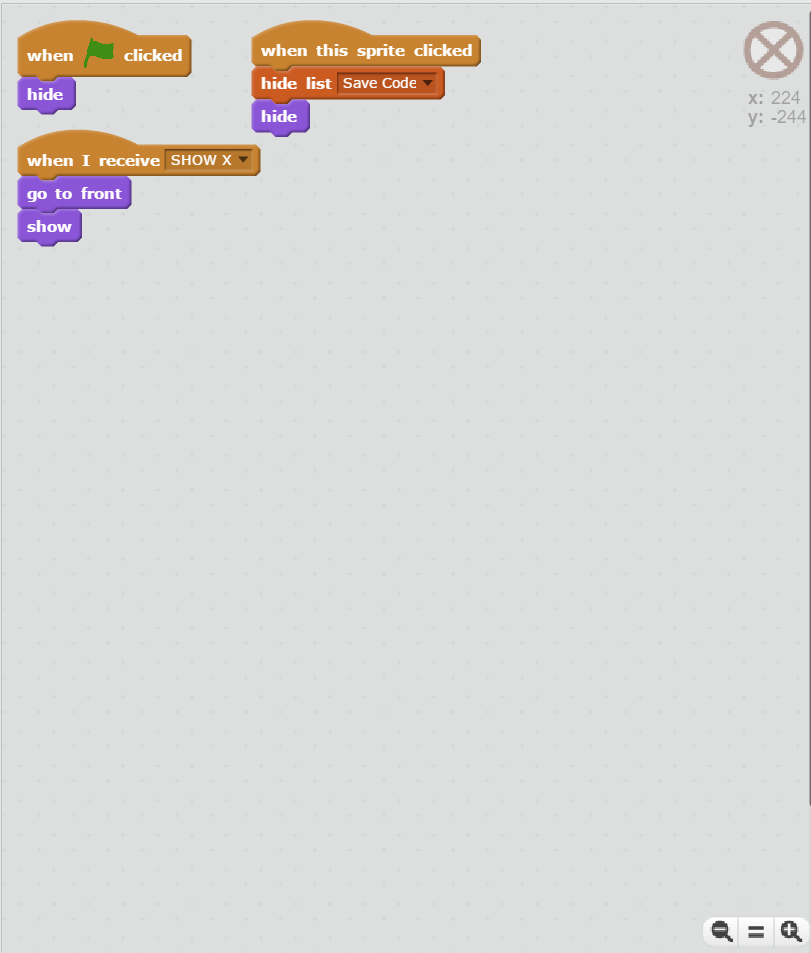 when clicked
hide
when this sprite clicked
hide list Save Code
hide
when I receive SHOW X
go to front
show
x: 224
y: -244